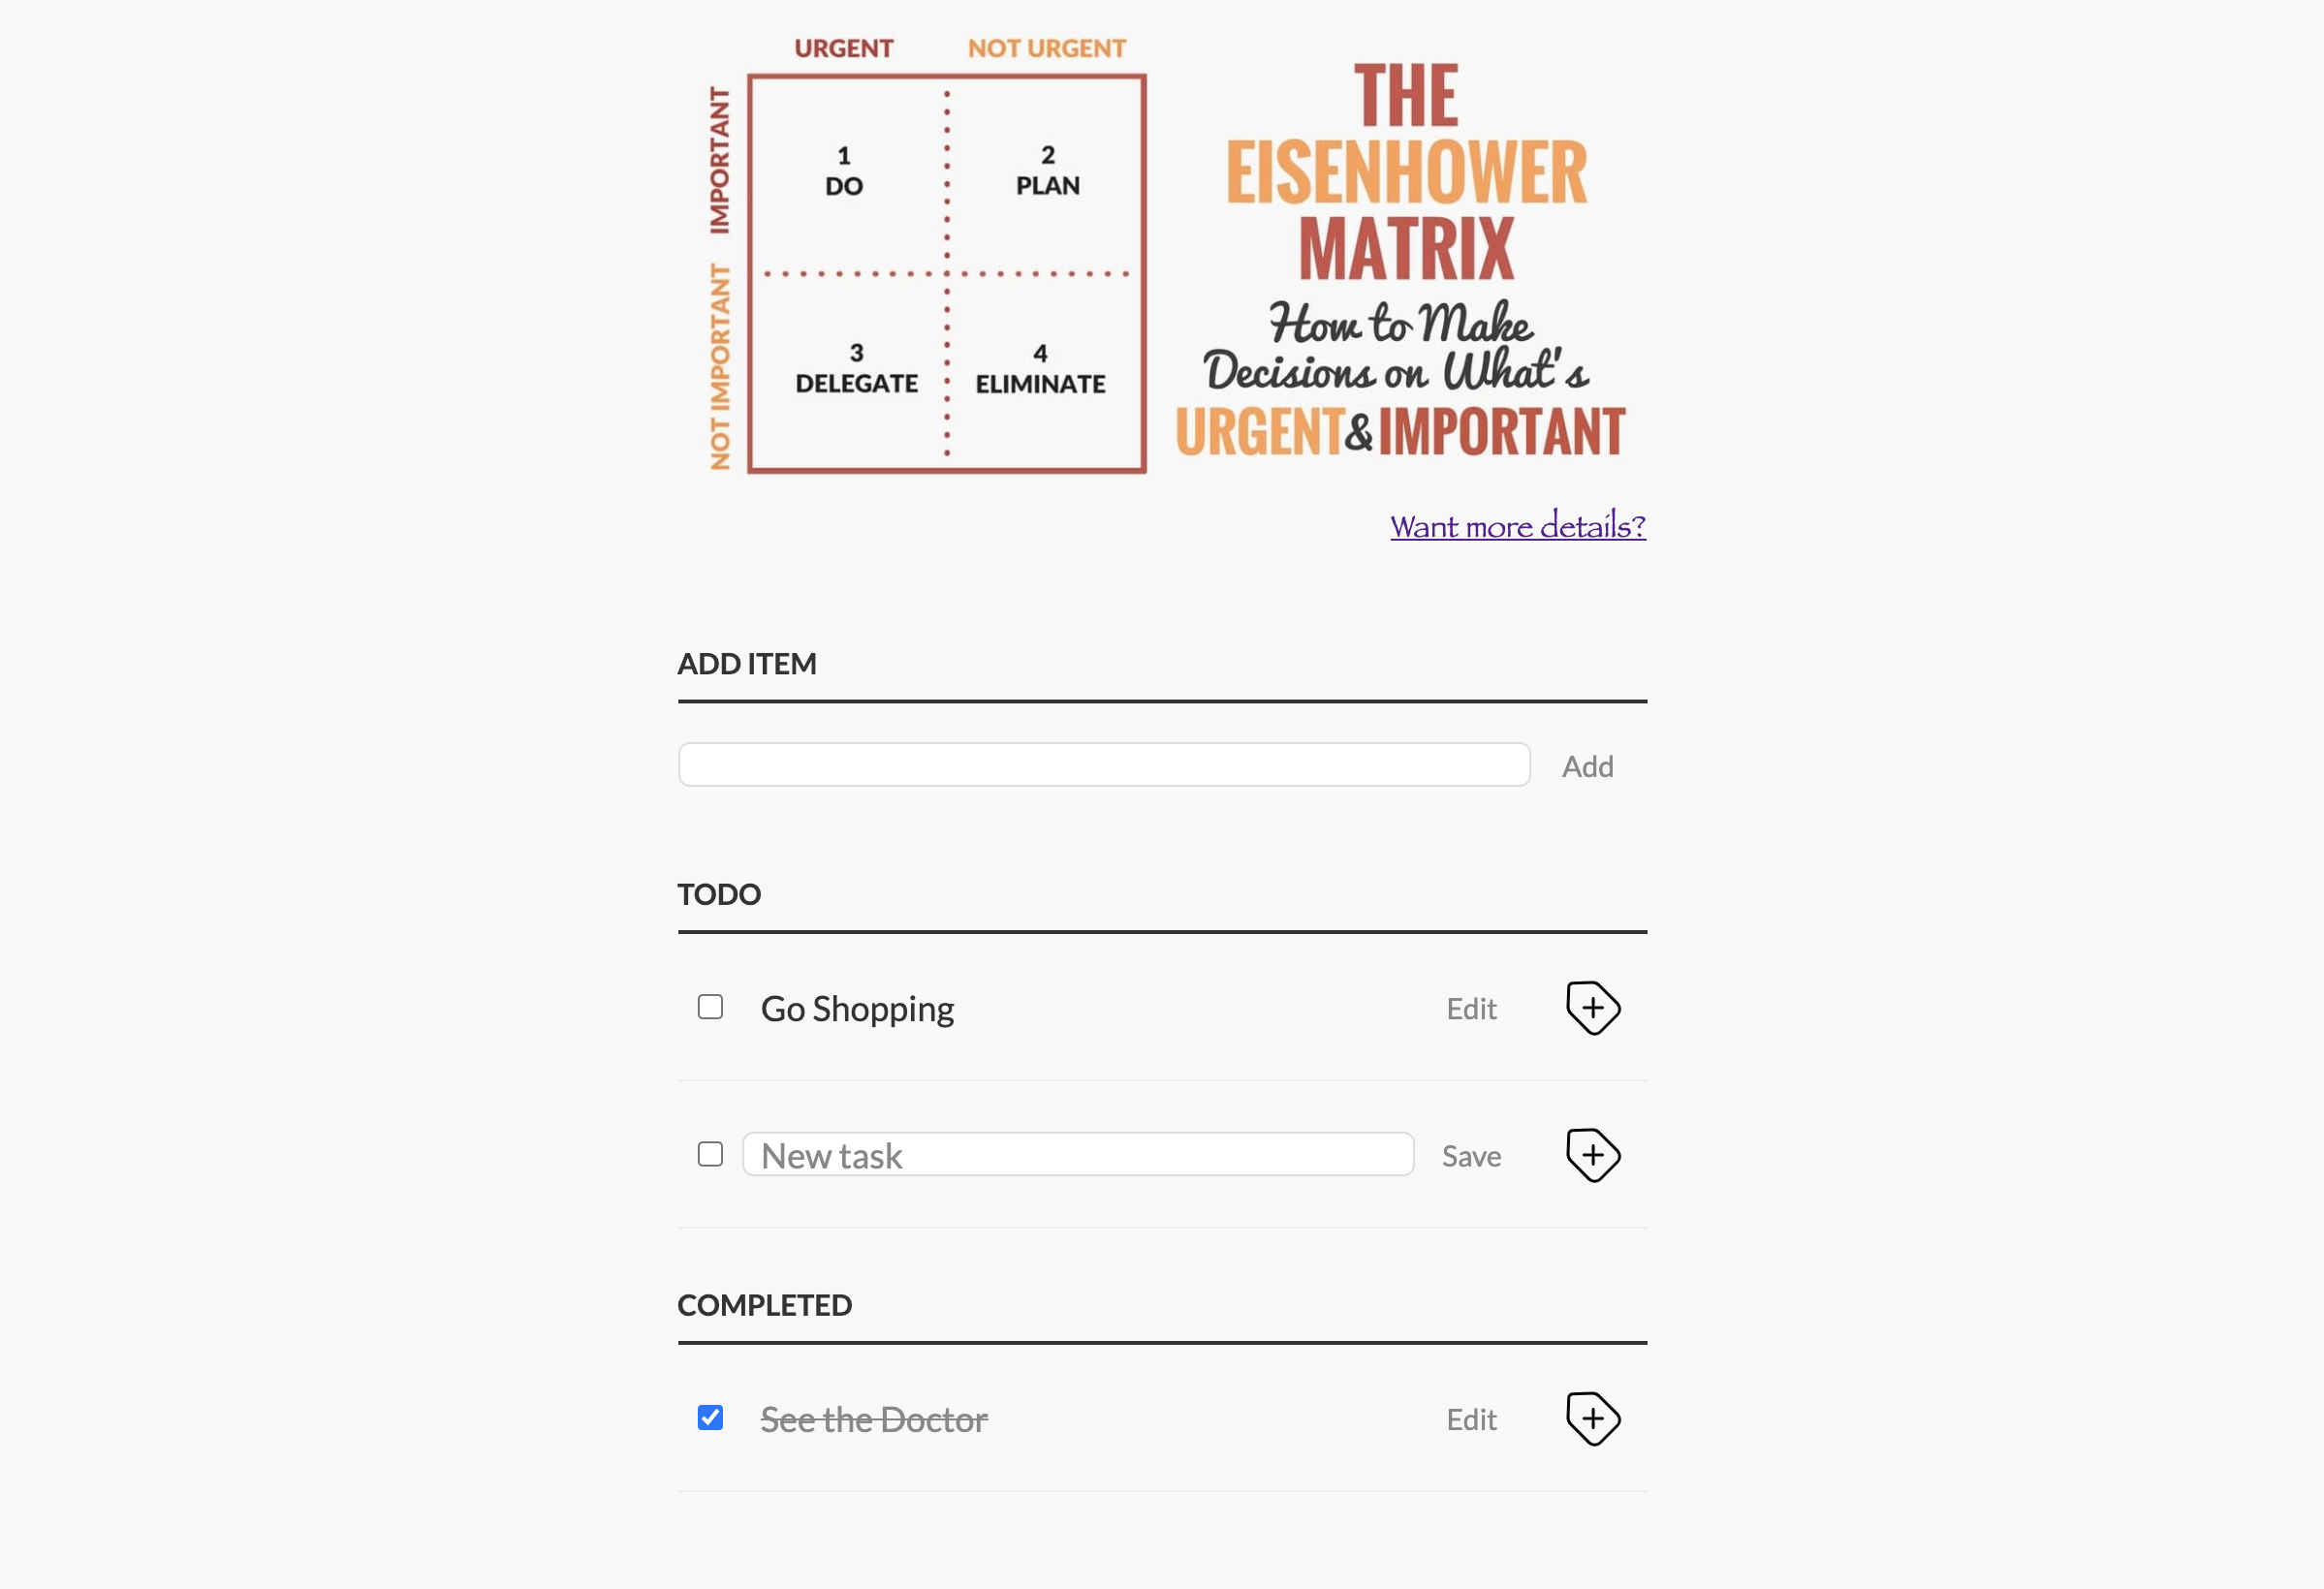 URGENT NOT URGENT
IMPORTANT
NOT IMPORTANT
1
DO
2
PLAN
3
DELEGATE
4
ELIMINATE
THE
EISENHOWER
MATRIX
How to Make
Decisions on What's
URGENT&IMPORTANT
Want more details?
ADD ITEM
Add
TODO
Go Shopping Edit
New task Save
COMPLETED
See the Doctor Edit